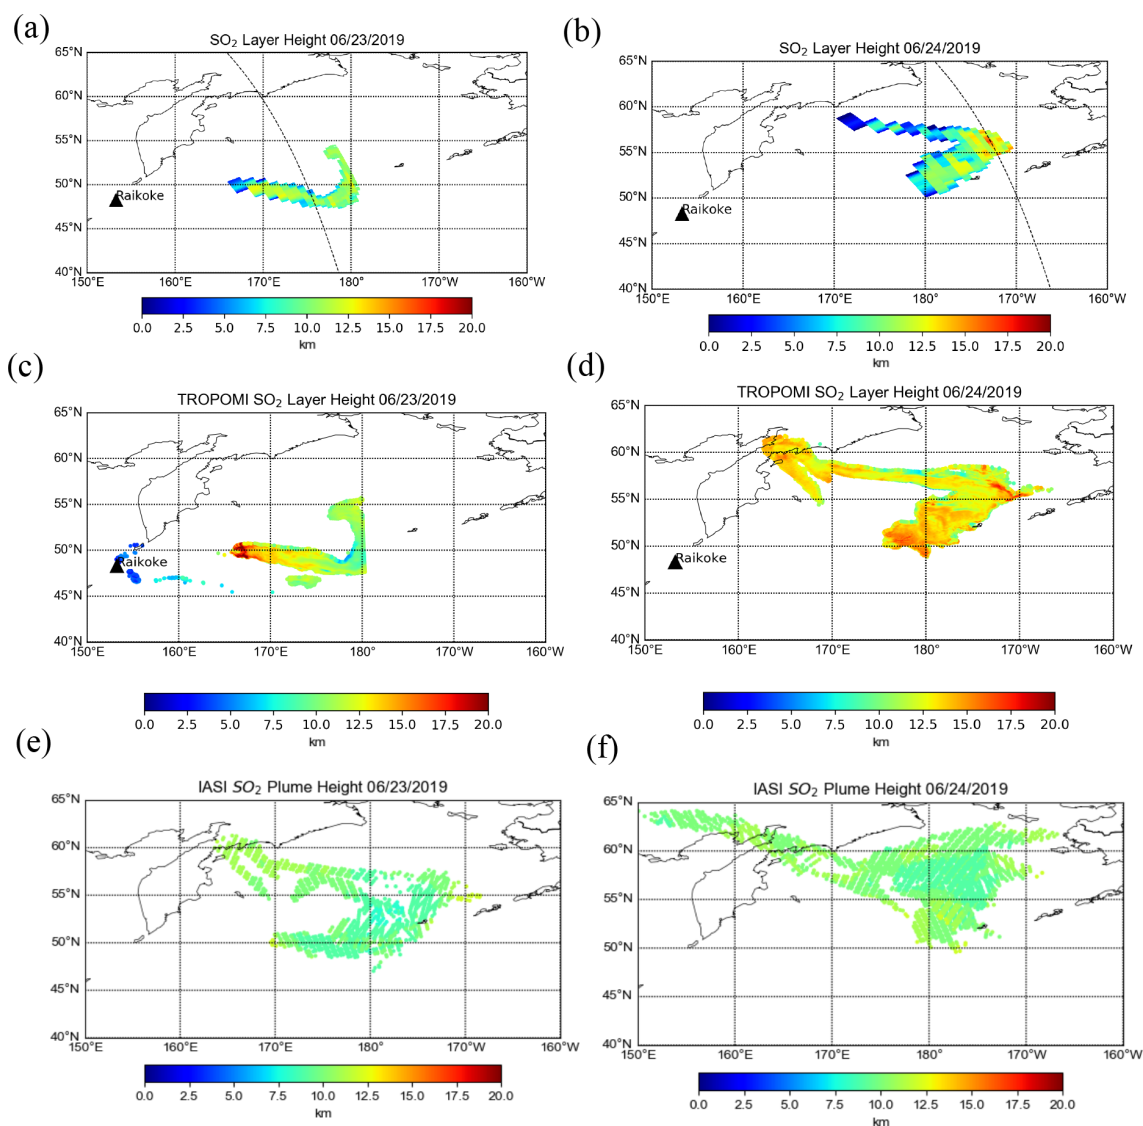 (a)
SO₂ Layer Height 06/23/2019
65°N
60°N
55°N
50°N
45°N
40°N
Raikoke
150°E 160°E 170°E 180° 170°W 160°W
0.0 2.5 5.0 7.5 10.0 12.5 15.0 17.5 20.0
km
(b)
SO₂ Layer Height 06/24/2019
65°N
60°N
55°N
50°N
45°N
40°N
Raikoke
150°E 160°E 170°E 180° 170°W 160°W
0.0 2.5 5.0 7.5 10.0 12.5 15.0 17.5 20.0
km
(c)
TROPOMI SO₂ Layer Height 06/23/2019
65°N
60°N
55°N
50°N
45°N
40°N
Raikoke
150°E 160°E 170°E 180° 170°W 160°W
0.0 2.5 5.0 7.5 10.0 12.5 15.0 17.5 20.0
km
(d)
TROPOMI SO₂ Layer Height 06/24/2019
65°N
60°N
55°N
50°N
45°N
40°N
Raikoke
150°E 160°E 170°E 180° 170°W 160°W
0.0 2.5 5.0 7.5 10.0 12.5 15.0 17.5 20.0
km
(e)
IASI SO₂ Plume Height 06/23/2019
65°N
60°N
55°N
50°N
45°N
40°N
150°E 160°E 170°E 180° 170°W 160°W
0.0 2.5 5.0 7.5 10.0 12.5 15.0 17.5 20.0
km
(f)
IASI SO₂ Plume Height 06/24/2019
65°N
60°N
55°N
50°N
45°N
40°N
150°E 160°E 170°E 180° 170°W 160°W
0.0 2.5 5.0 7.5 10.0 12.5 15.0 17.5 20.0
km